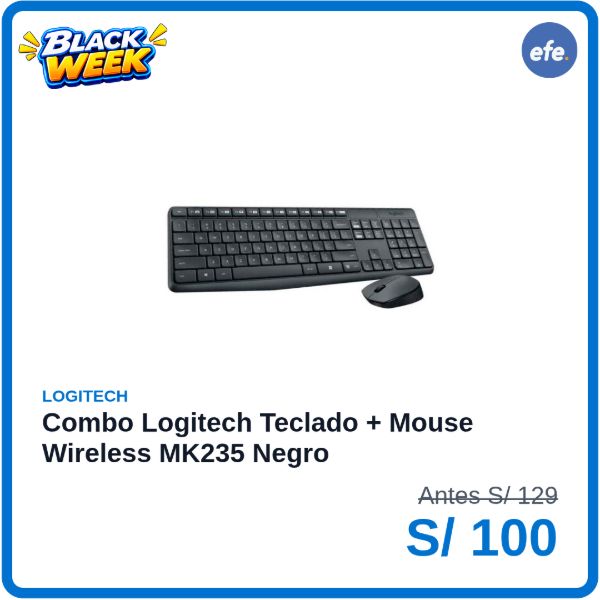 BLACK
WEEK
efe.
LOGITECH
Combo Logitech Teclado + Mouse
Wireless MK235 Negro
Antes S/ 129
S/ 100